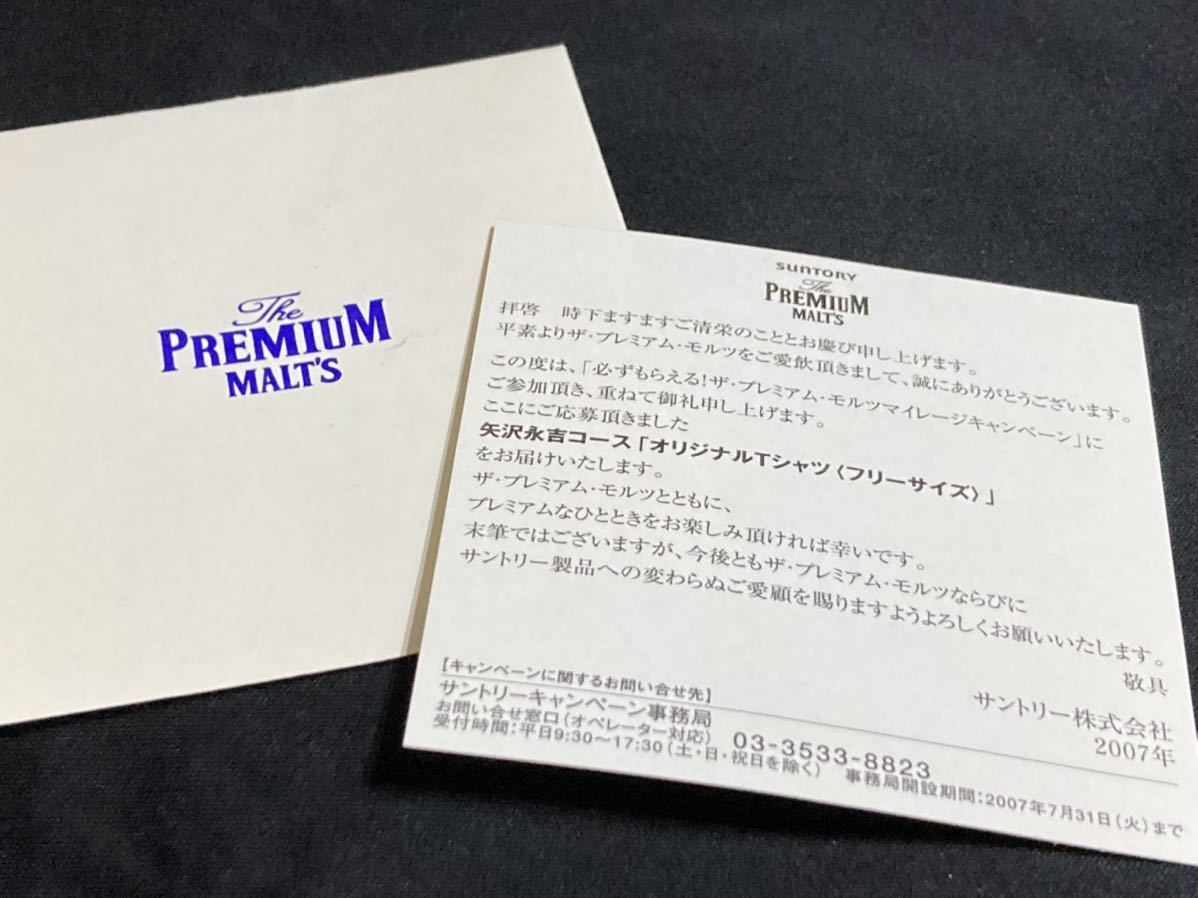 The
PREMIUM
MALT'S
SUNTORY
The
PREMIUM
MALT'S
拝啓　時下ますますご清栄のこととお慶び申し上げます。
平素よりザ・プレミアム・モルツをご愛飲頂きまして、誠にありがとうございます。
この度は、「必ずもらえる!ザ・プレミアム・モルツマイレージキャンペーン」に
ご参加頂き、重ねて御礼申し上げます。
ここにご応募頂きました
矢沢永吉コース「オリジナルTシャツ〈フリーサイズ〉」
をお届けいたします。
ザ・プレミアム・モルツとともに、
プレミアムなひとときをお楽しみ頂ければ幸いです。
末筆ではございますが、今後ともザ・プレミアム・モルツならびに
サントリー製品への変わらぬご愛顧を賜りますようよろしくお願いいたします。
敬具
サントリー株式会社
2007年
【キャンペーンに関するお問い合せ先】
サントリーキャンペーン事務局
お問い合せ窓口(オペレーター対応) 03-3533-8823
受付時間:平日9:30～17:30(土・日・祝日を除く) 事務局開設期間:2007年7月31日(火)まで